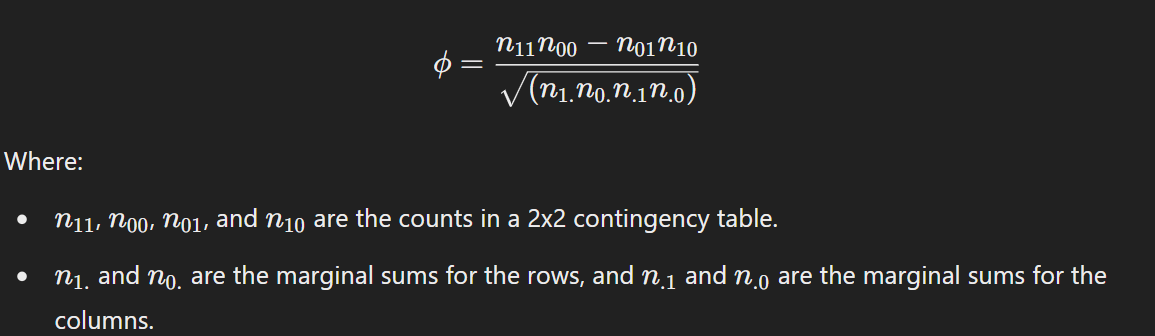 ϕ = (n₁₁n₀₀ − n₀₁n₁₀) / √(n₁.n₀.n.₁n.₀)
Where:
• n₁₁, n₀₀, n₀₁, and n₁₀ are the counts in a 2x2 contingency table.
• n₁. and n₀. are the marginal sums for the rows, and n.₁ and n.₀ are the marginal sums for the
columns.